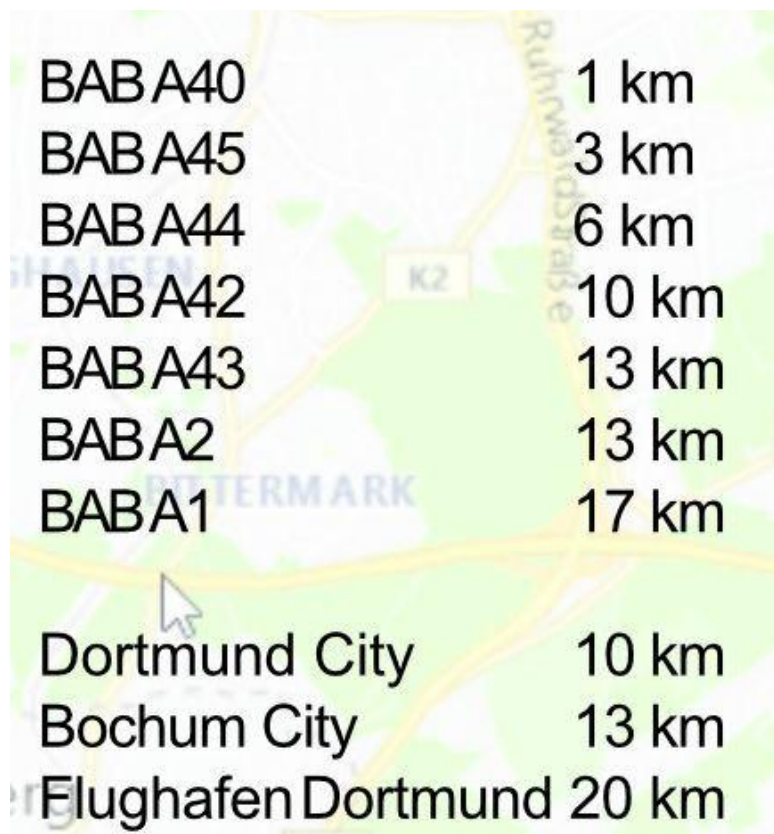 BAB A40 1 km
BAB A45 3 km
BAB A44 6 km
BAB A42 10 km
BAB A43 13 km
BAB A2 13 km
BAB A1 17 km
Dortmund City 10 km
Bochum City 13 km
Flughafen Dortmund 20 km
Ruhrwaldstraße
K2